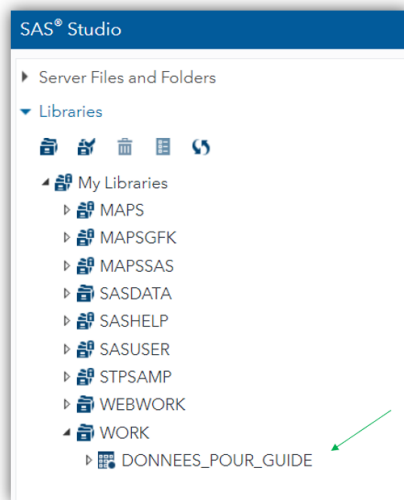 SAS® Studio
Server Files and Folders
Libraries
My Libraries
MAPS
MAPSGFK
MAPSSAS
SASDATA
SASHELP
SASUSER
STPSAMP
WEBWORK
WORK
DONNEES_POUR_GUIDE